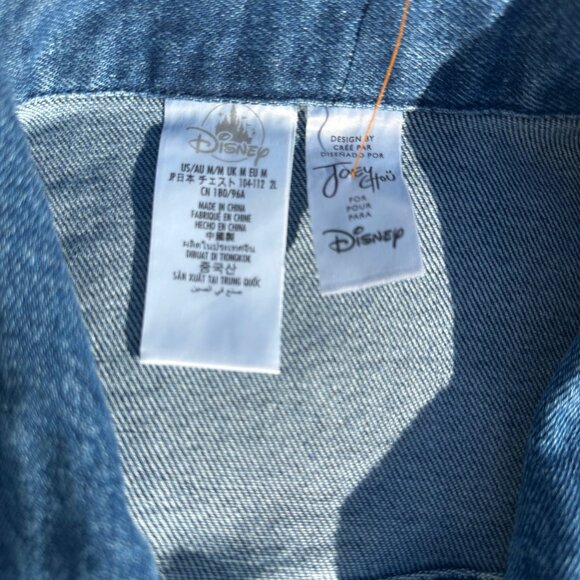 Disney
US/AU M/M UK M EU M
JP日本 チェスト 104-112 2L
CN 180/96A
MADE IN CHINA
FABRIQUÉ EN CHINE
HECHO EN CHINA
中國製
ผลิตในประเทศจีน
DIBUAT DI TIONGKOK
중국산
SẢN XUẤT TẠI TRUNG QUỐC
صنع في الصين
DESIGN BY
CRÉÉ PAR
DISEÑADO POR
Joey Chou
FOR
POUR
PARA
Disney